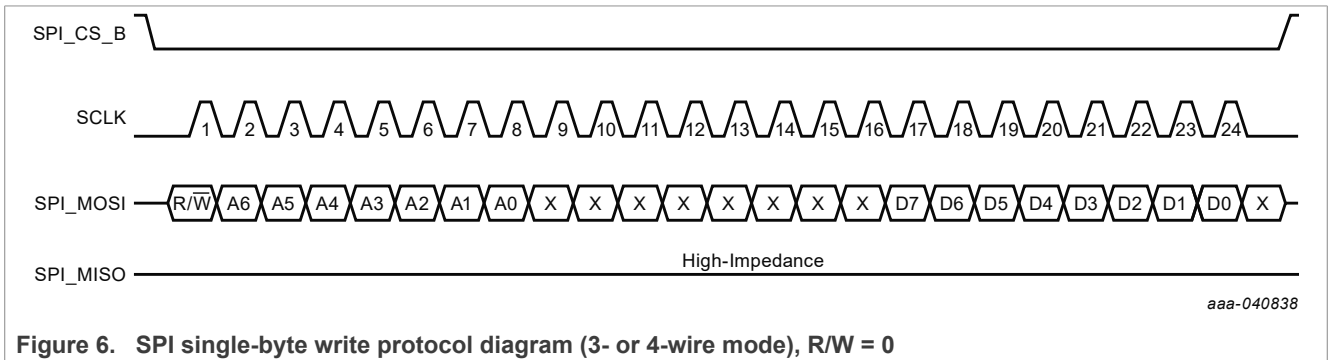 SPI_CS_B
SCLK 1 2 3 4 5 6 7 8 9 10 11 12 13 14 15 16 17 18 19 20 21 22 23 24
SPI_MOSI R/W̅ A6 A5 A4 A3 A2 A1 A0 X X X X X X X X D7 D6 D5 D4 D3 D2 D1 D0 X
High-Impedance
SPI_MISO
aaa-040838
Figure 6. SPI single-byte write protocol diagram (3- or 4-wire mode), R/W = 0